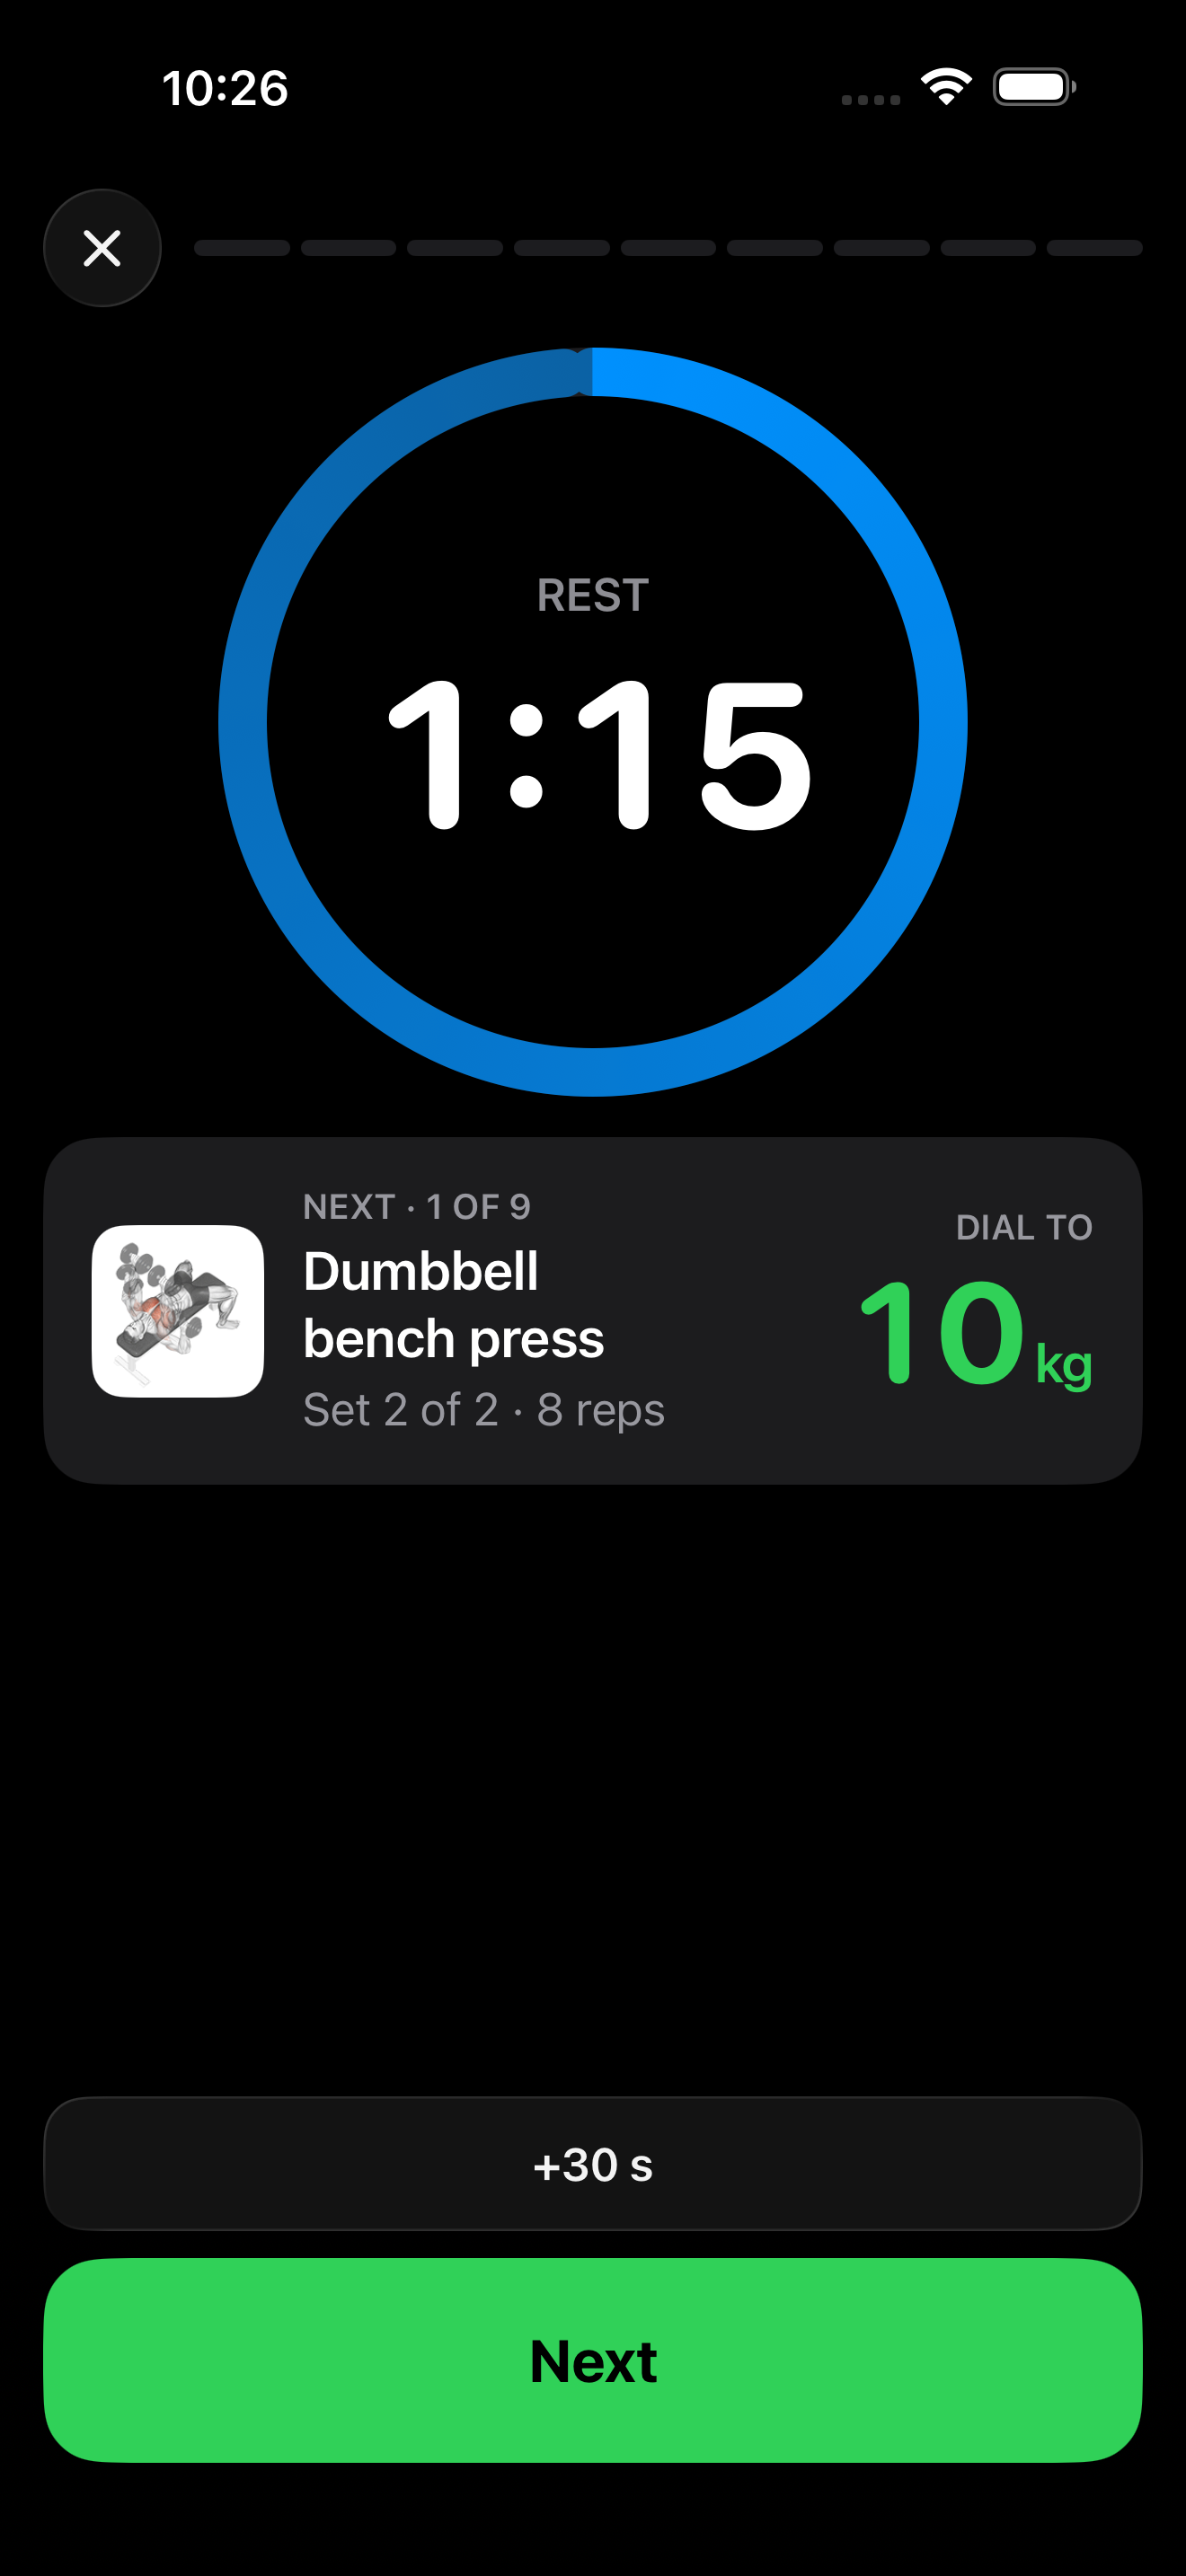 10:26
REST
1:15
NEXT · 1 OF 9
Dumbbell
bench press
Set 2 of 2 · 8 reps
DIAL TO
10 kg
+30 s
Next